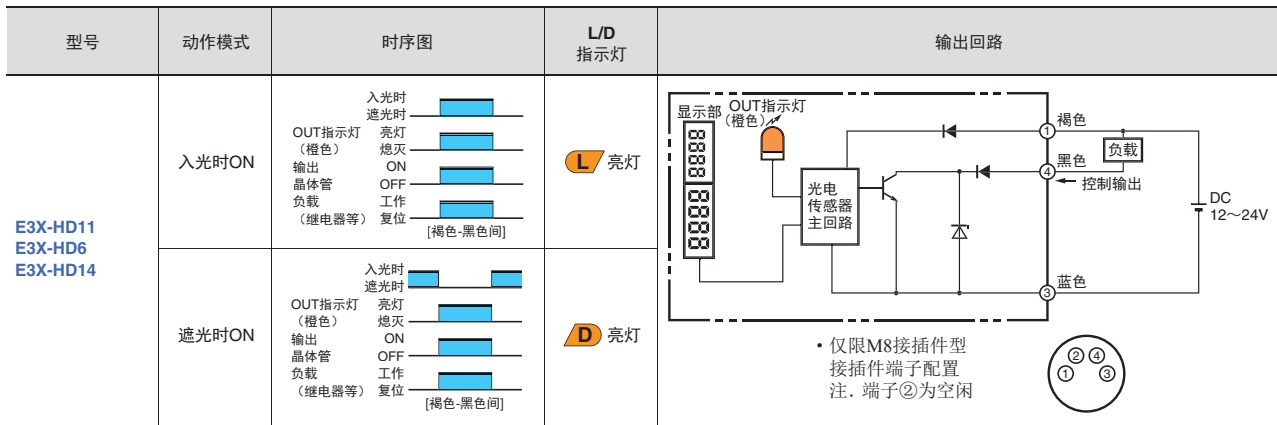 型号
动作模式
时序图
L/D
指示灯
输出回路
E3X-HD11
E3X-HD6
E3X-HD14
入光时ON
入光时
遮光时
OUT指示灯 亮灯
（橙色） 熄灭
输出 ON
晶体管 OFF
负载 工作
（继电器等） 复位
[褐色-黑色间]
L 亮灯
遮光时ON
入光时
遮光时
OUT指示灯 亮灯
（橙色） 熄灭
输出 ON
晶体管 OFF
负载 工作
（继电器等） 复位
[褐色-黑色间]
D 亮灯
显示部
OUT指示灯
（橙色）
8888
8888
光电
传感器
主回路
① 褐色
负载
④ 黑色
控制输出
DC
12～24V
③ 蓝色
• 仅限M8接插件型
接插件端子配置
注. 端子②为空闲
② ④
① ③